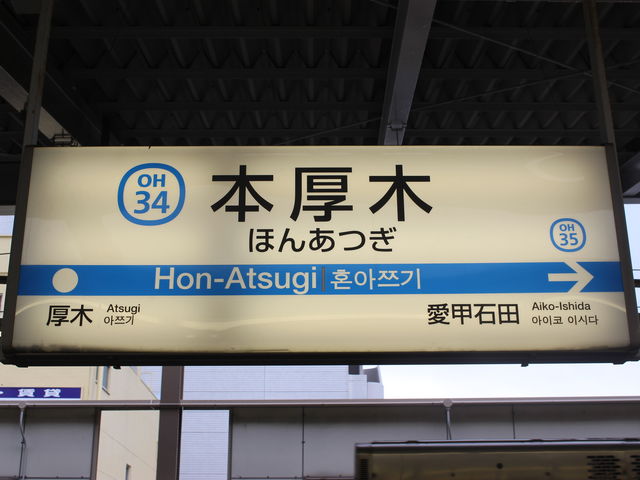 OH
34
本厚木
ほんあつぎ
OH
35
Hon-Atsugi 혼아쯔기
厚木 Atsugi
아쯔기
愛甲石田 Aiko-Ishida
아이코 이시다
賃貸